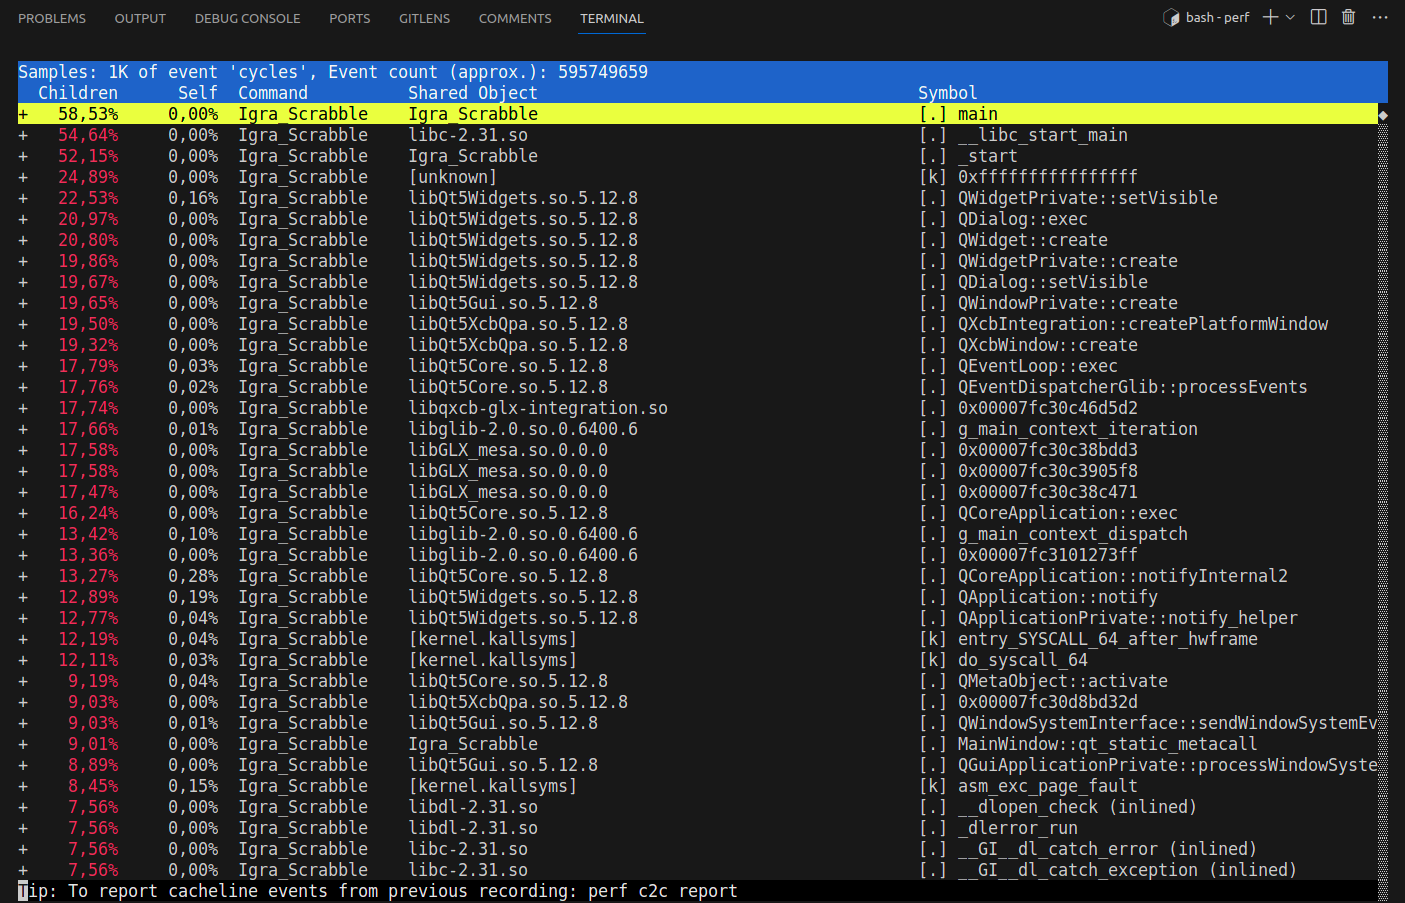 PROBLEMS OUTPUT DEBUG CONSOLE PORTS GITLENS COMMENTS TERMINAL bash - perf
Samples: 1K of event 'cycles', Event count (approx.): 595749659
Children Self Command Shared Object Symbol
+ 58,53% 0,00% Igra_Scrabble Igra_Scrabble [.] main
+ 54,64% 0,00% Igra_Scrabble libc-2.31.so [.] __libc_start_main
+ 52,15% 0,00% Igra_Scrabble Igra_Scrabble [.] _start
+ 24,89% 0,00% Igra_Scrabble [unknown] [k] 0xffffffffffffffff
+ 22,53% 0,16% Igra_Scrabble libQt5Widgets.so.5.12.8 [.] QWidgetPrivate::setVisible
+ 20,97% 0,00% Igra_Scrabble libQt5Widgets.so.5.12.8 [.] QDialog::exec
+ 20,80% 0,00% Igra_Scrabble libQt5Widgets.so.5.12.8 [.] QWidget::create
+ 19,86% 0,00% Igra_Scrabble libQt5Widgets.so.5.12.8 [.] QWidgetPrivate::create
+ 19,67% 0,00% Igra_Scrabble libQt5Widgets.so.5.12.8 [.] QDialog::setVisible
+ 19,65% 0,00% Igra_Scrabble libQt5Gui.so.5.12.8 [.] QWindowPrivate::create
+ 19,50% 0,00% Igra_Scrabble libQt5XcbQpa.so.5.12.8 [.] QXcbIntegration::createPlatformWindow
+ 19,32% 0,00% Igra_Scrabble libQt5XcbQpa.so.5.12.8 [.] QXcbWindow::create
+ 17,79% 0,03% Igra_Scrabble libQt5Core.so.5.12.8 [.] QEventLoop::exec
+ 17,76% 0,02% Igra_Scrabble libQt5Core.so.5.12.8 [.] QEventDispatcherGlib::processEvents
+ 17,74% 0,00% Igra_Scrabble libqxcb-glx-integration.so [.] 0x00007fc30c46d5d2
+ 17,66% 0,01% Igra_Scrabble libglib-2.0.so.0.6400.6 [.] g_main_context_iteration
+ 17,58% 0,00% Igra_Scrabble libGLX_mesa.so.0.0.0 [.] 0x00007fc30c38bdd3
+ 17,58% 0,00% Igra_Scrabble libGLX_mesa.so.0.0.0 [.] 0x00007fc30c3905f8
+ 17,47% 0,00% Igra_Scrabble libGLX_mesa.so.0.0.0 [.] 0x00007fc30c38c471
+ 16,24% 0,00% Igra_Scrabble libQt5Core.so.5.12.8 [.] QCoreApplication::exec
+ 13,42% 0,10% Igra_Scrabble libglib-2.0.so.0.6400.6 [.] g_main_context_dispatch
+ 13,36% 0,00% Igra_Scrabble libglib-2.0.so.0.6400.6 [.] 0x00007fc3101273ff
+ 13,27% 0,28% Igra_Scrabble libQt5Core.so.5.12.8 [.] QCoreApplication::notifyInternal2
+ 12,89% 0,19% Igra_Scrabble libQt5Widgets.so.5.12.8 [.] QApplication::notify
+ 12,77% 0,04% Igra_Scrabble libQt5Widgets.so.5.12.8 [.] QApplicationPrivate::notify_helper
+ 12,19% 0,04% Igra_Scrabble [kernel.kallsyms] [k] entry_SYSCALL_64_after_hwframe
+ 12,11% 0,03% Igra_Scrabble [kernel.kallsyms] [k] do_syscall_64
+ 9,19% 0,04% Igra_Scrabble libQt5Core.so.5.12.8 [.] QMetaObject::activate
+ 9,03% 0,00% Igra_Scrabble libQt5XcbQpa.so.5.12.8 [.] 0x00007fc30d8bd32d
+ 9,03% 0,01% Igra_Scrabble libQt5Gui.so.5.12.8 [.] QWindowSystemInterface::sendWindowSystemEv
+ 9,01% 0,00% Igra_Scrabble Igra_Scrabble [.] MainWindow::qt_static_metacall
+ 8,89% 0,00% Igra_Scrabble libQt5Gui.so.5.12.8 [.] QGuiApplicationPrivate::processWindowSyste
+ 8,45% 0,15% Igra_Scrabble [kernel.kallsyms] [k] asm_exc_page_fault
+ 7,56% 0,00% Igra_Scrabble libdl-2.31.so [.] __dlopen_check (inlined)
+ 7,56% 0,00% Igra_Scrabble libdl-2.31.so [.] _dlerror_run
+ 7,56% 0,00% Igra_Scrabble libc-2.31.so [.] __GI__dl_catch_error (inlined)
+ 7,56% 0,00% Igra_Scrabble libc-2.31.so [.] __GI__dl_catch_exception (inlined)
Tip: To report cacheline events from previous recording: perf c2c report